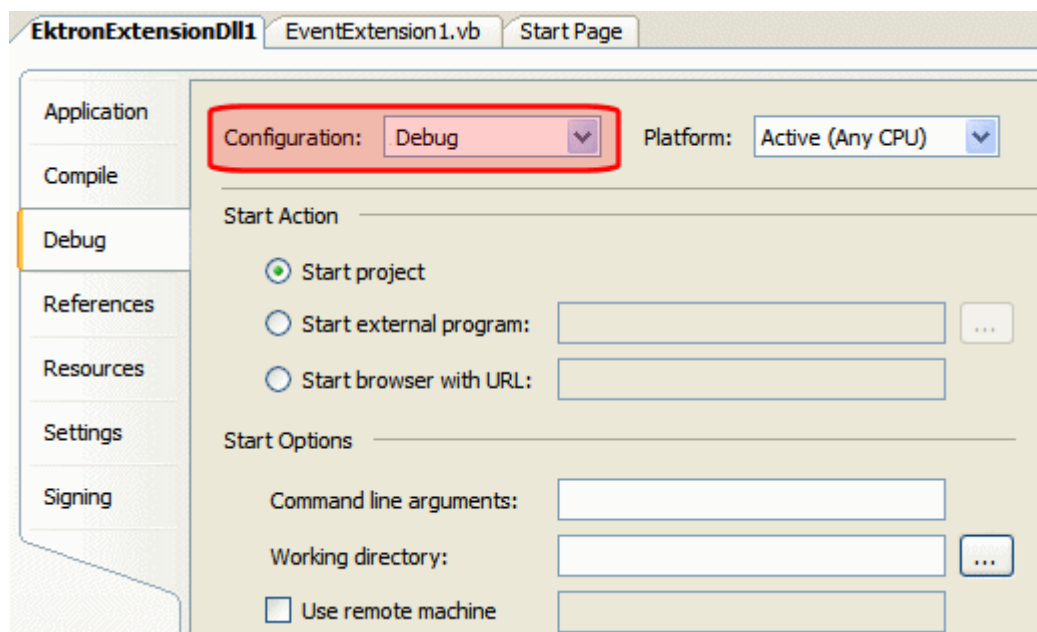 EktronExtensionDll1 EventExtension1.vb Start Page
Application
Compile
Debug
References
Resources
Settings
Signing
Configuration: Debug Platform: Active (Any CPU)
Start Action
Start project
Start external program: ...
Start browser with URL:
Start Options
Command line arguments:
Working directory: ...
Use remote machine